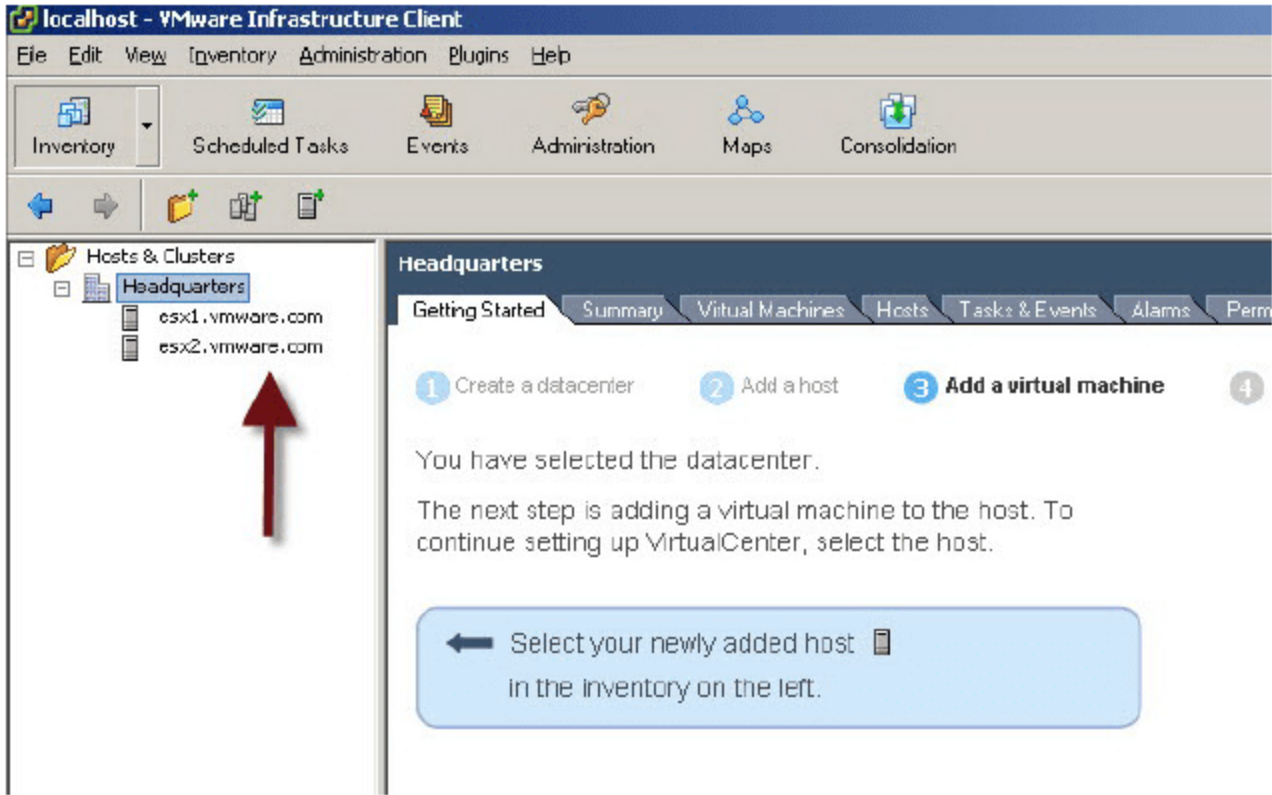 localhost - VMware Infrastructure Client
File Edit View Inventory Administration Plugins Help
Inventory Scheduled Tasks Events Administration Maps Consolidation
Hosts & Clusters
Headquarters
esx1.vmware.com
esx2.vmware.com
Headquarters
Getting Started Summary Virtual Machines Hosts Tasks & Events Alarms Perm
1 Create a datacenter 2 Add a host 3 Add a virtual machine 4
You have selected the datacenter.
The next step is adding a virtual machine to the host. To
continue setting up VirtualCenter, select the host.
Select your newly added host
in the inventory on the left.